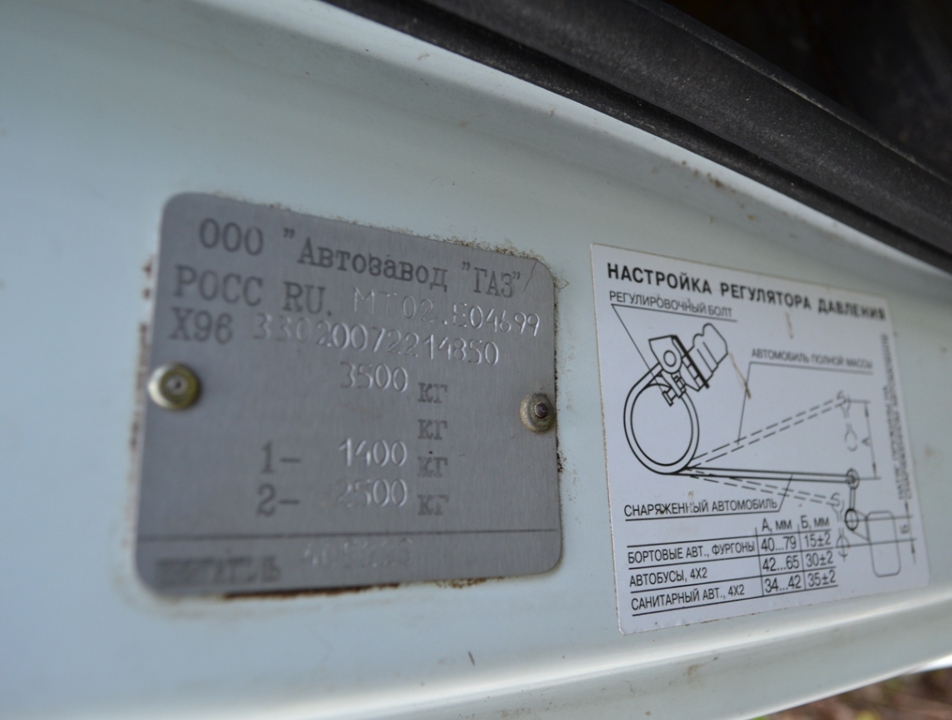 ООО "Автозавод "ГАЗ"
РОСС RU. МТ02.Е04699
Х96 33020072214850
3500 кг
кг
1- 1400 кг
2- 2500 кг
НАСТРОЙКА РЕГУЛЯТОРА ДАВЛЕНИЯ
РЕГУЛИРОВОЧНЫЙ БОЛТ
АВТОМОБИЛЬ ПОЛНОЙ МАССЫ
А
СНАРЯЖЕННЫЙ АВТОМОБИЛЬ
Б
А, мм Б, мм
БОРТОВЫЕ АВТ., ФУРГОНЫ 40...79 15±2
АВТОБУСЫ, 4Х2 42...65 30±2
САНИТАРНЫЙ АВТ., 4Х2 34...42 35±2